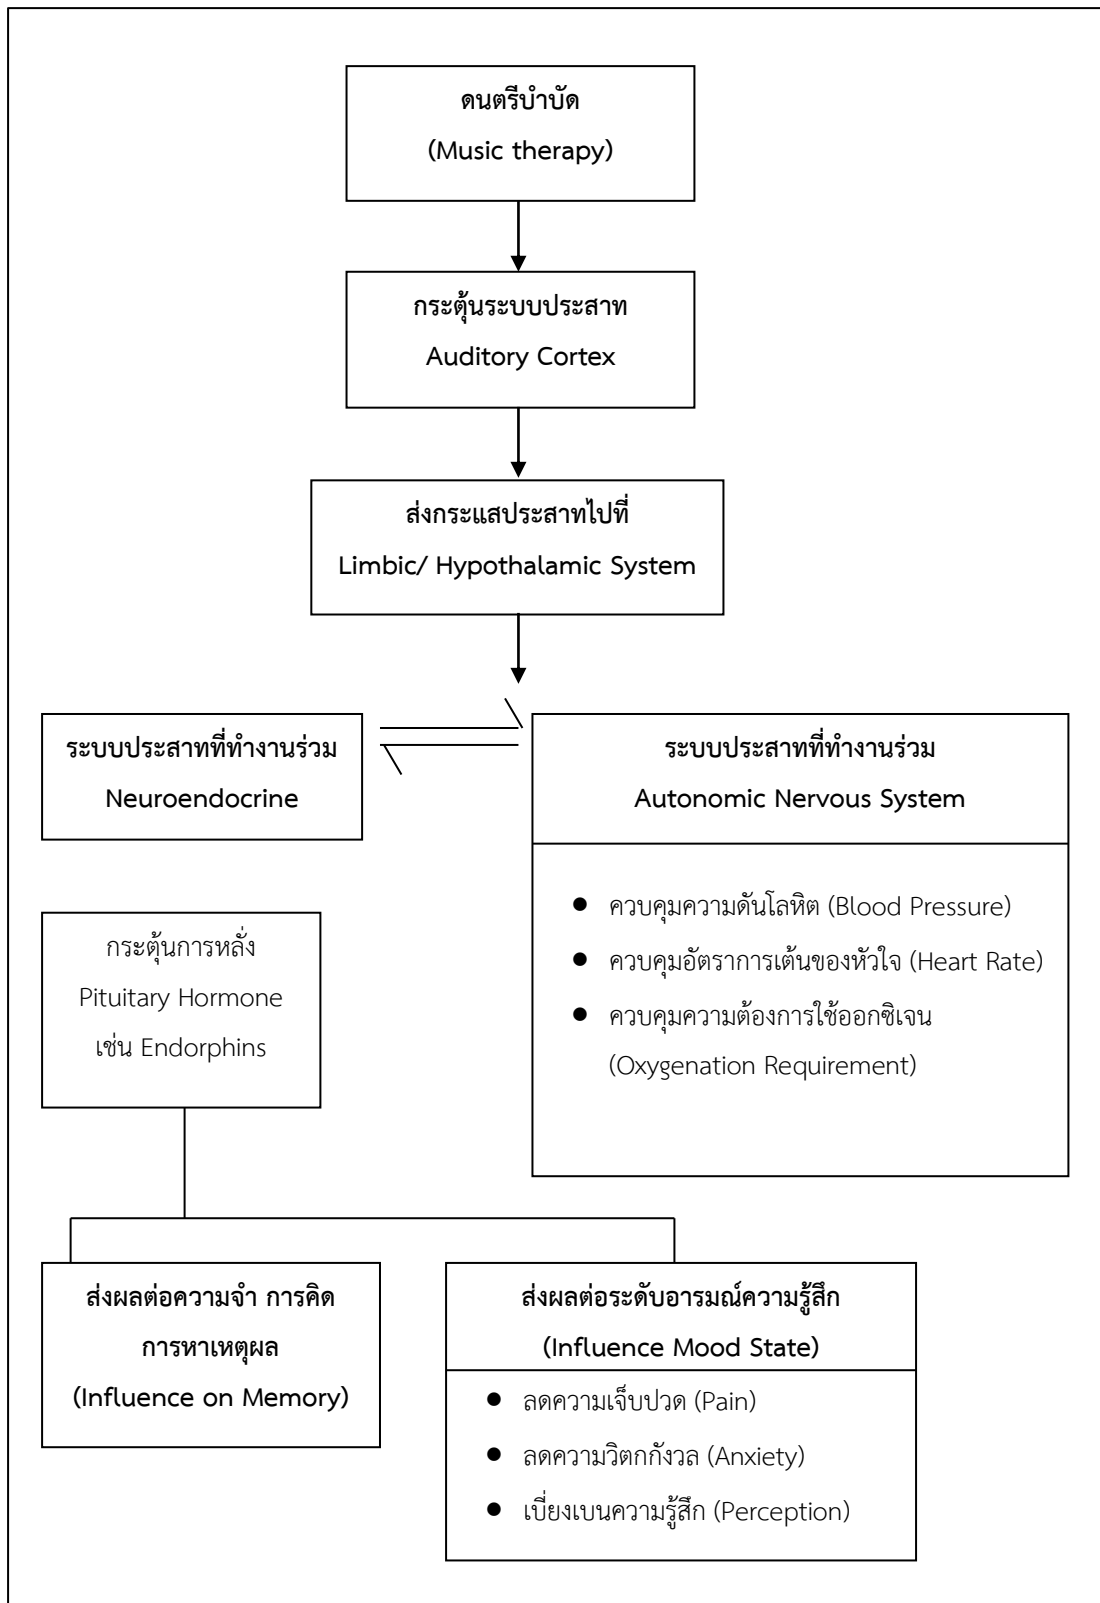 ดนตรีบำบัด
(Music therapy)
กระตุ้นระบบประสาท
Auditory Cortex
ส่งกระแสประสาทไปที่
Limbic/ Hypothalamic System
ระบบประสาทที่ทำงานร่วม
Neuroendocrine
ระบบประสาทที่ทำงานร่วม
Autonomic Nervous System
● ควบคุมความดันโลหิต (Blood Pressure)
● ควบคุมอัตราการเต้นของหัวใจ (Heart Rate)
● ควบคุมความต้องการใช้ออกซิเจน
(Oxygenation Requirement)
กระตุ้นการหลั่ง
Pituitary Hormone
เช่น Endorphins
ส่งผลต่อความจำ การคิด
การหาเหตุผล
(Influence on Memory)
ส่งผลต่อระดับอารมณ์ความรู้สึก
(Influence Mood State)
● ลดความเจ็บปวด (Pain)
● ลดความวิตกกังวล (Anxiety)
● เบี่ยงเบนความรู้สึก (Perception)